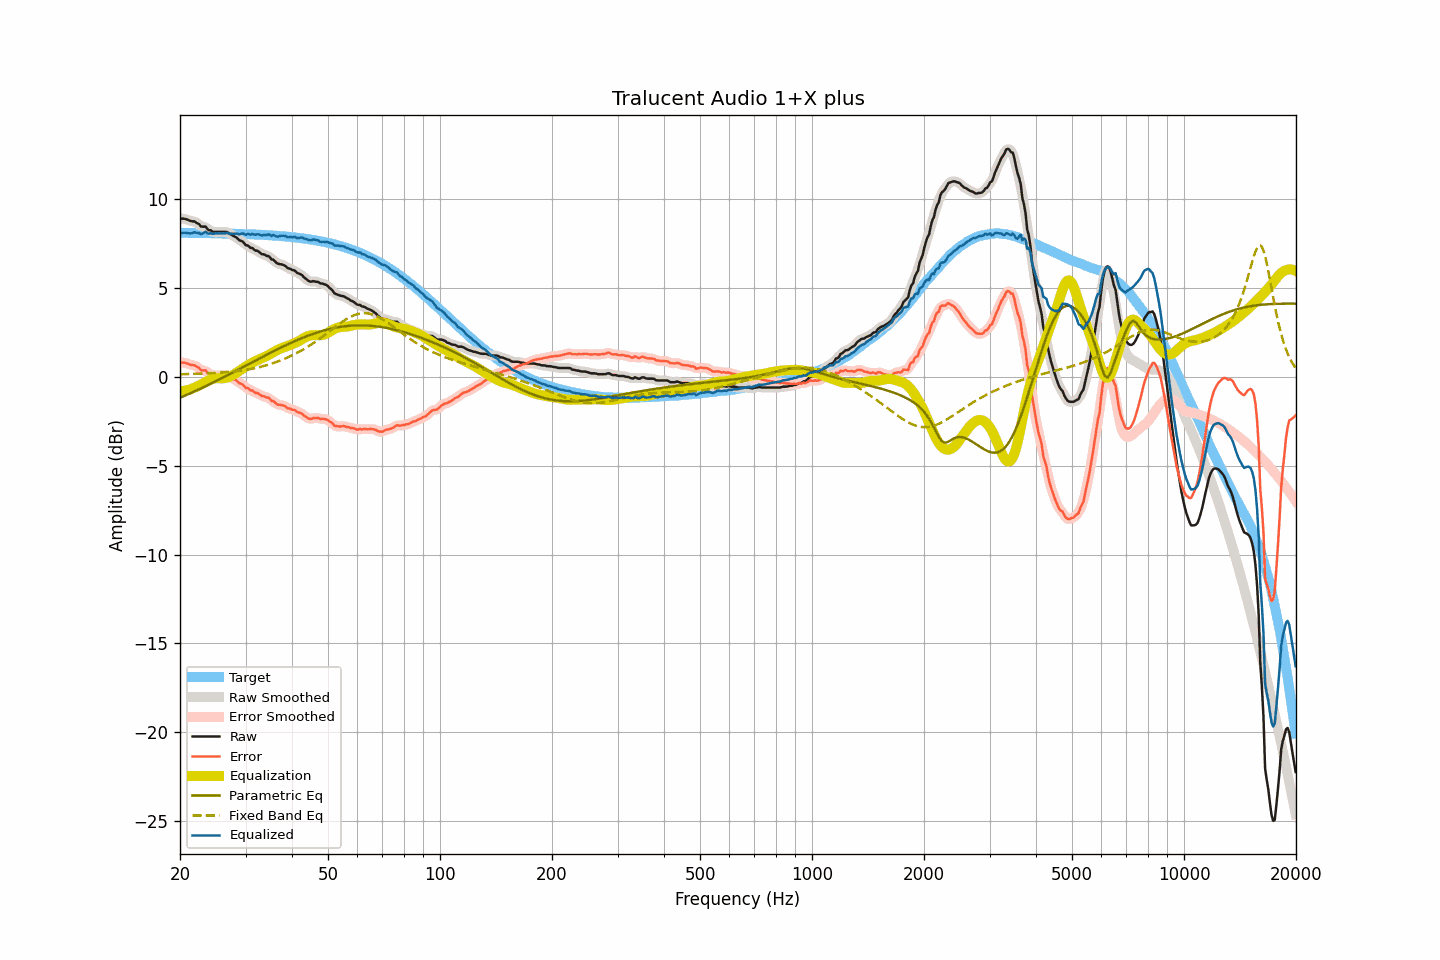 Tralucent Audio 1+X plus
Amplitude (dBr)
10
5
0
−5
−10
−15
−20
−25
Target
Raw Smoothed
Error Smoothed
Raw
Error
Equalization
Parametric Eq
Fixed Band Eq
Equalized
20 50 100 200 500 1000 2000 5000 10000 20000
Frequency (Hz)